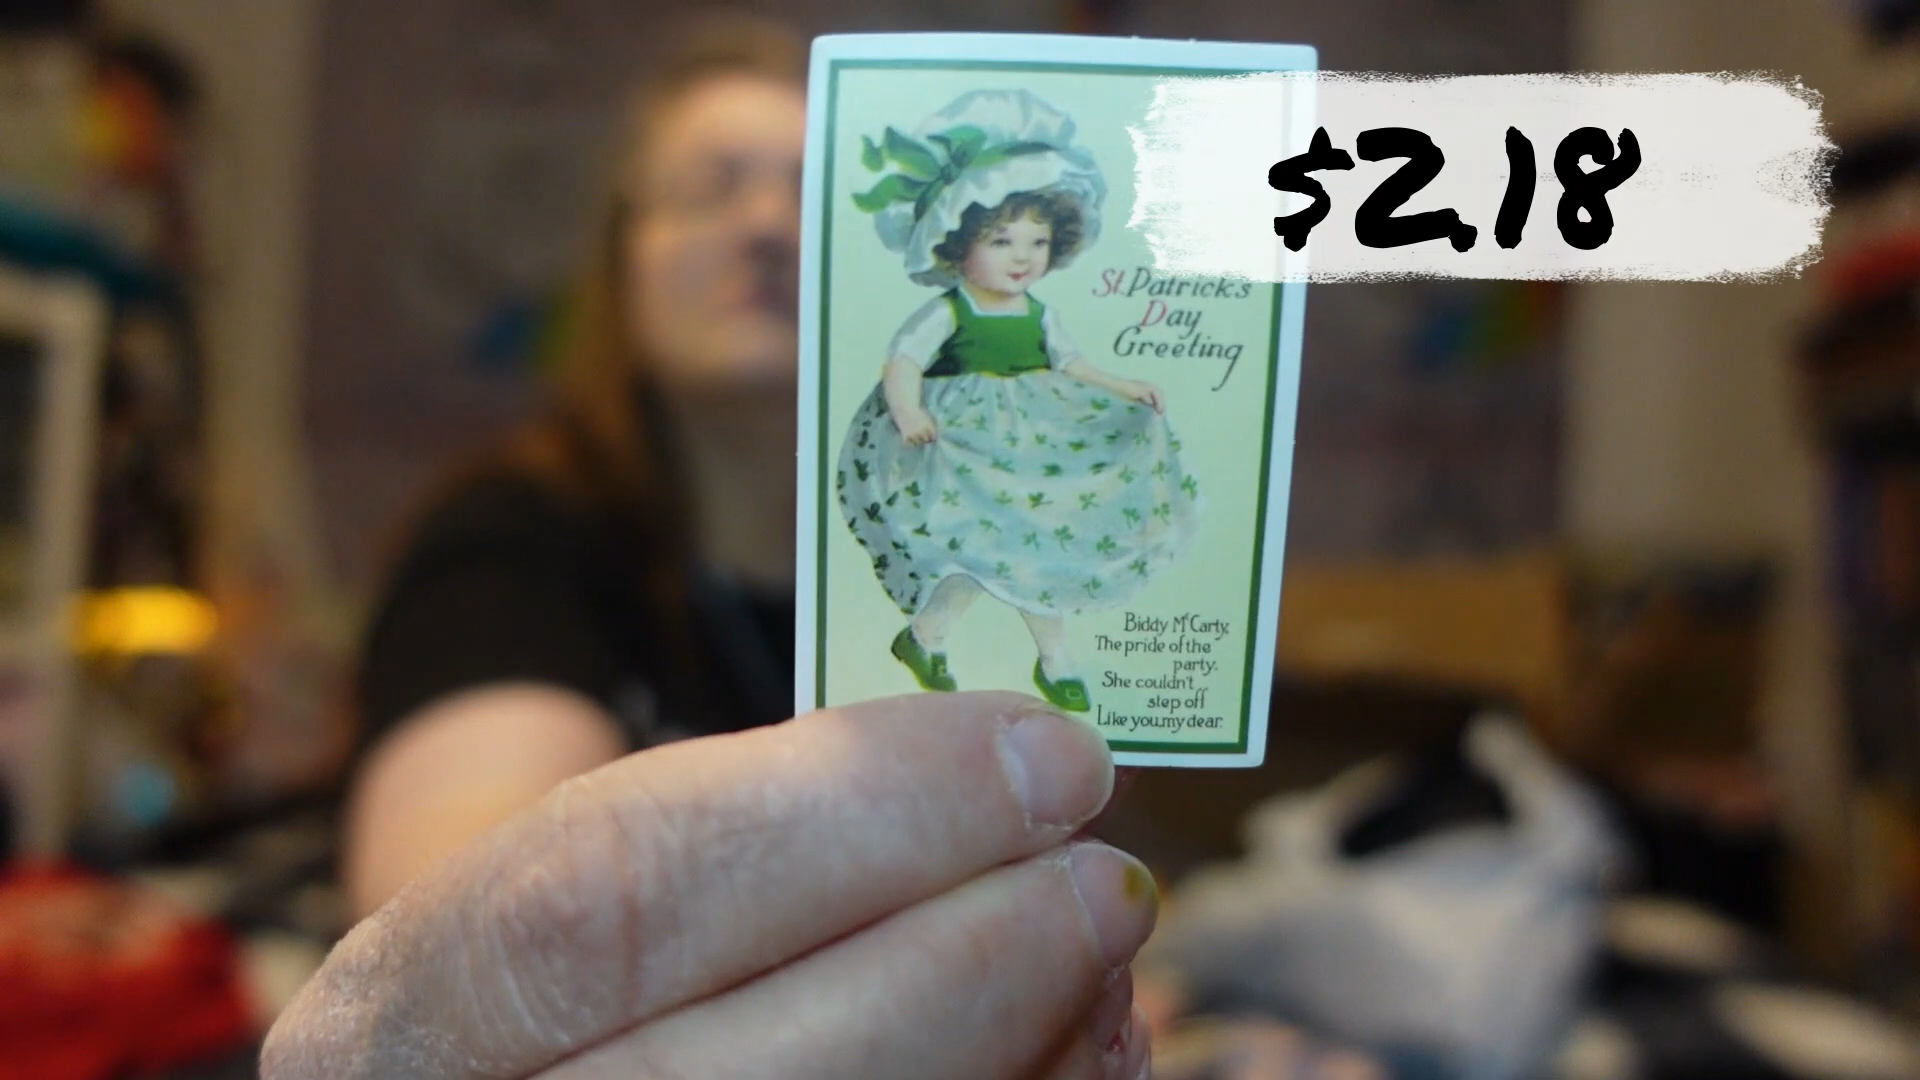 $2.18
St. Patrick's
Day
Greeting
Biddy McCarty,
The pride of the
party.
She couldn't
step off
Like you, my dear.